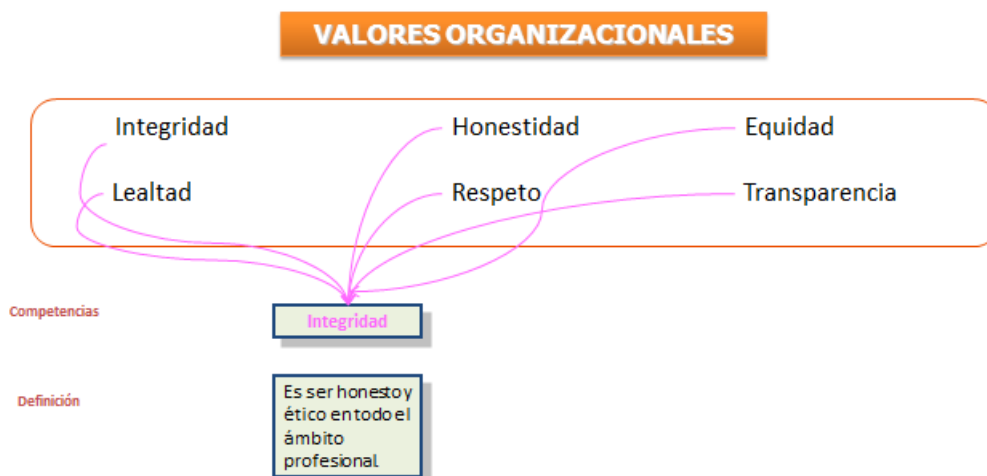 VALORES ORGANIZACIONALES
Integridad Honestidad Equidad
Lealtad Respeto Transparencia
Competencias
Integridad
Definición
Es ser honesto y
ético en todo el
ámbito
profesional.